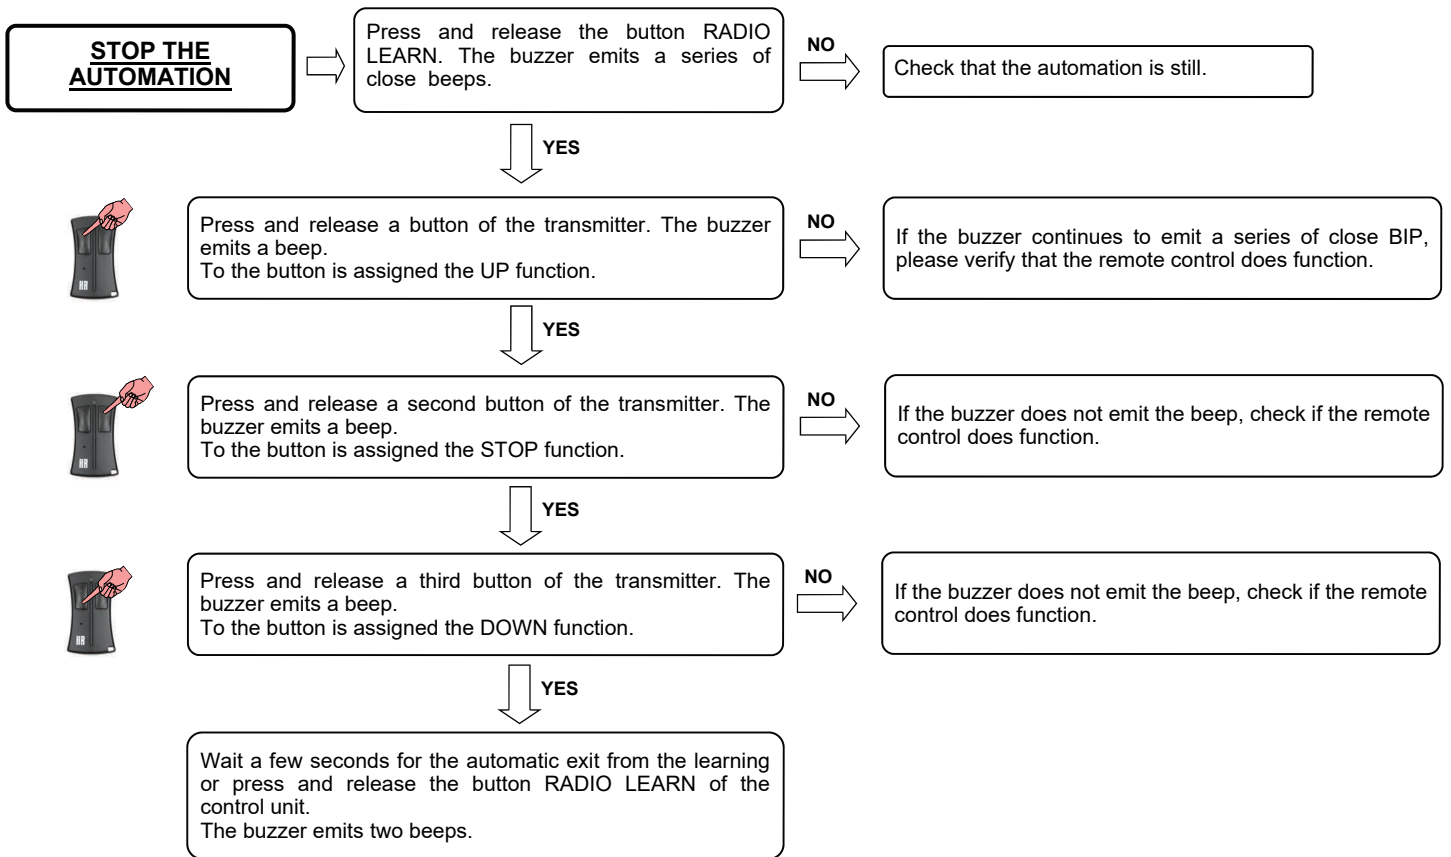 STOP THE
AUTOMATION
Press and release the button RADIO
LEARN. The buzzer emits a series of
close beeps.
NO
Check that the automation is still.
YES
Press and release a button of the transmitter. The buzzer
emits a beep.
To the button is assigned the UP function.
NO
If the buzzer continues to emit a series of close BIP,
please verify that the remote control does function.
HR
YES
Press and release a second button of the transmitter. The
buzzer emits a beep.
To the button is assigned the STOP function.
NO
If the buzzer does not emit the beep, check if the remote
control does function.
HR
YES
Press and release a third button of the transmitter. The
buzzer emits a beep.
To the button is assigned the DOWN function.
NO
If the buzzer does not emit the beep, check if the remote
control does function.
HR
YES
Wait a few seconds for the automatic exit from the learning
or press and release the button RADIO LEARN of the
control unit.
The buzzer emits two beeps.